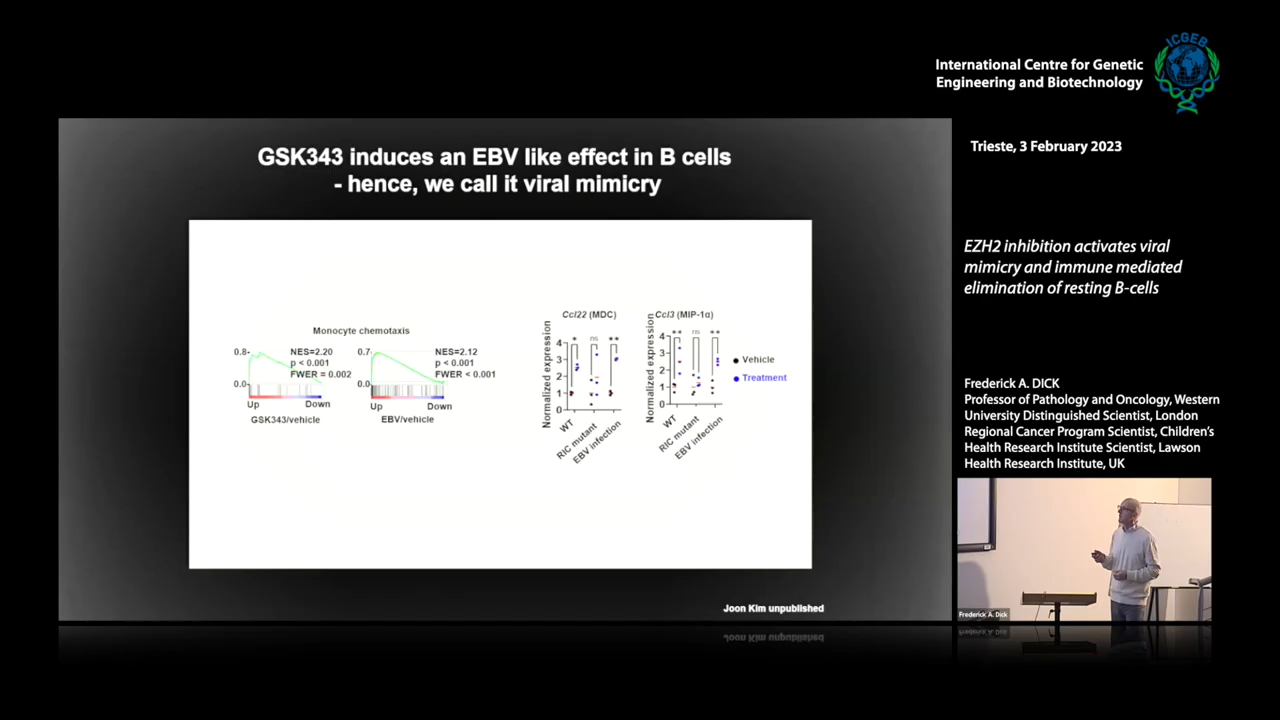 ICGEB
International Centre for Genetic
Engineering and Biotechnology
Trieste, 3 February 2023
GSK343 induces an EBV like effect in B cells
- hence, we call it viral mimicry
Monocyte chemotaxis
0.8
0.0
NES=2.20
p < 0.001
FWER = 0.002
Up Down
GSK343/vehicle
0.7
0.0
NES=2.12
p < 0.001
FWER < 0.001
Up Down
EBV/vehicle
Ccl22 (MDC)
Normalized expression
4
3
2
1
0
* ns **
WT
RIC mutant
EBV infection
Ccl3 (MIP-1α)
Normalized expression
4
3
2
1
0
** ns **
WT
RIC mutant
EBV infection
Vehicle
Treatment
Joon Kim unpublished
EZH2 inhibition activates viral
mimicry and immune mediated
elimination of resting B-cells
Frederick A. DICK
Professor of Pathology and Oncology, Western
University Distinguished Scientist, London
Regional Cancer Program Scientist, Children's
Health Research Institute Scientist, Lawson
Health Research Institute, UK
Frederick A. Dick